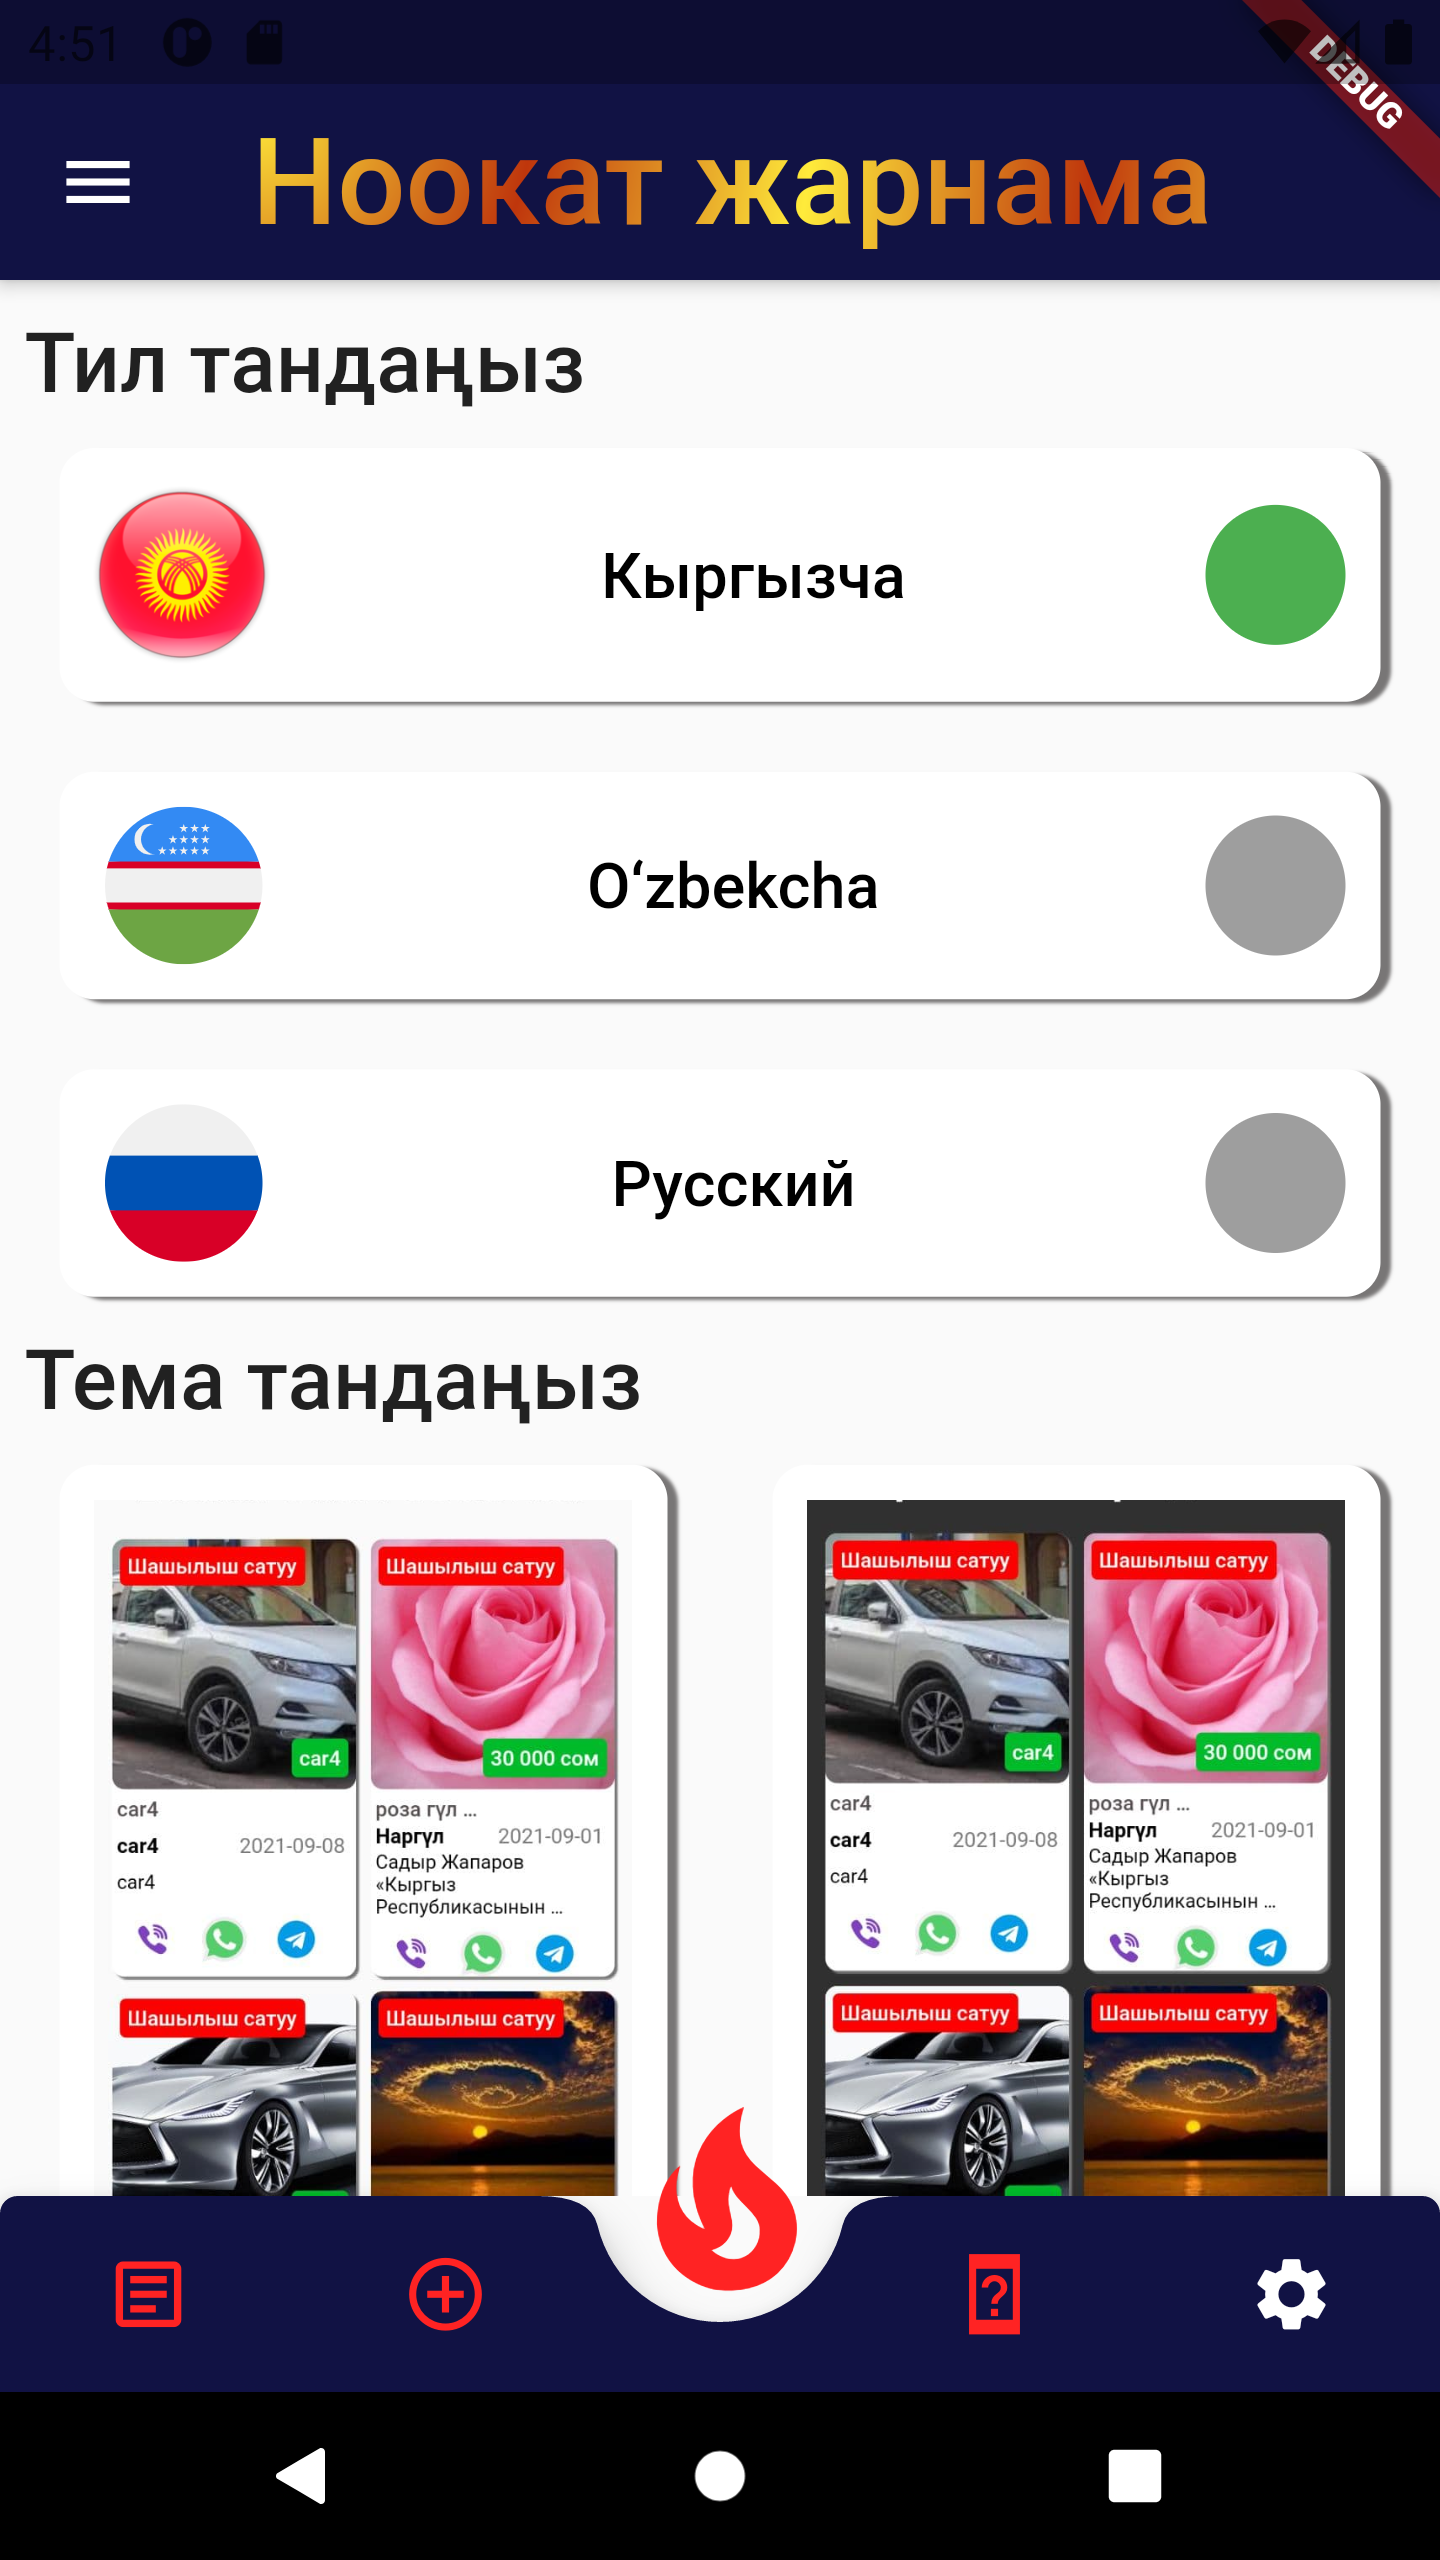 4:51
DEBUG
Ноокат жарнама
Тил тандаңыз
Кыргызча
O‘zbekcha
Русский
Тема тандаңыз
Шашылыш сатуу
car4
car4
car4
2021-09-08
car4
Шашылыш сатуу
30 000 сом
роза гүл ...
Наргүл
2021-09-01
Садыр Жапаров
«Кыргыз
Республикасынын ...
Шашылыш сатуу
Шашылыш сатуу
Шашылыш сатуу
car4
car4
car4
2021-09-08
car4
Шашылыш сатуу
30 000 сом
роза гүл ...
Наргүл
2021-09-01
Садыр Жапаров
«Кыргыз
Республикасынын ...
Шашылыш сатуу
Шашылыш сатуу